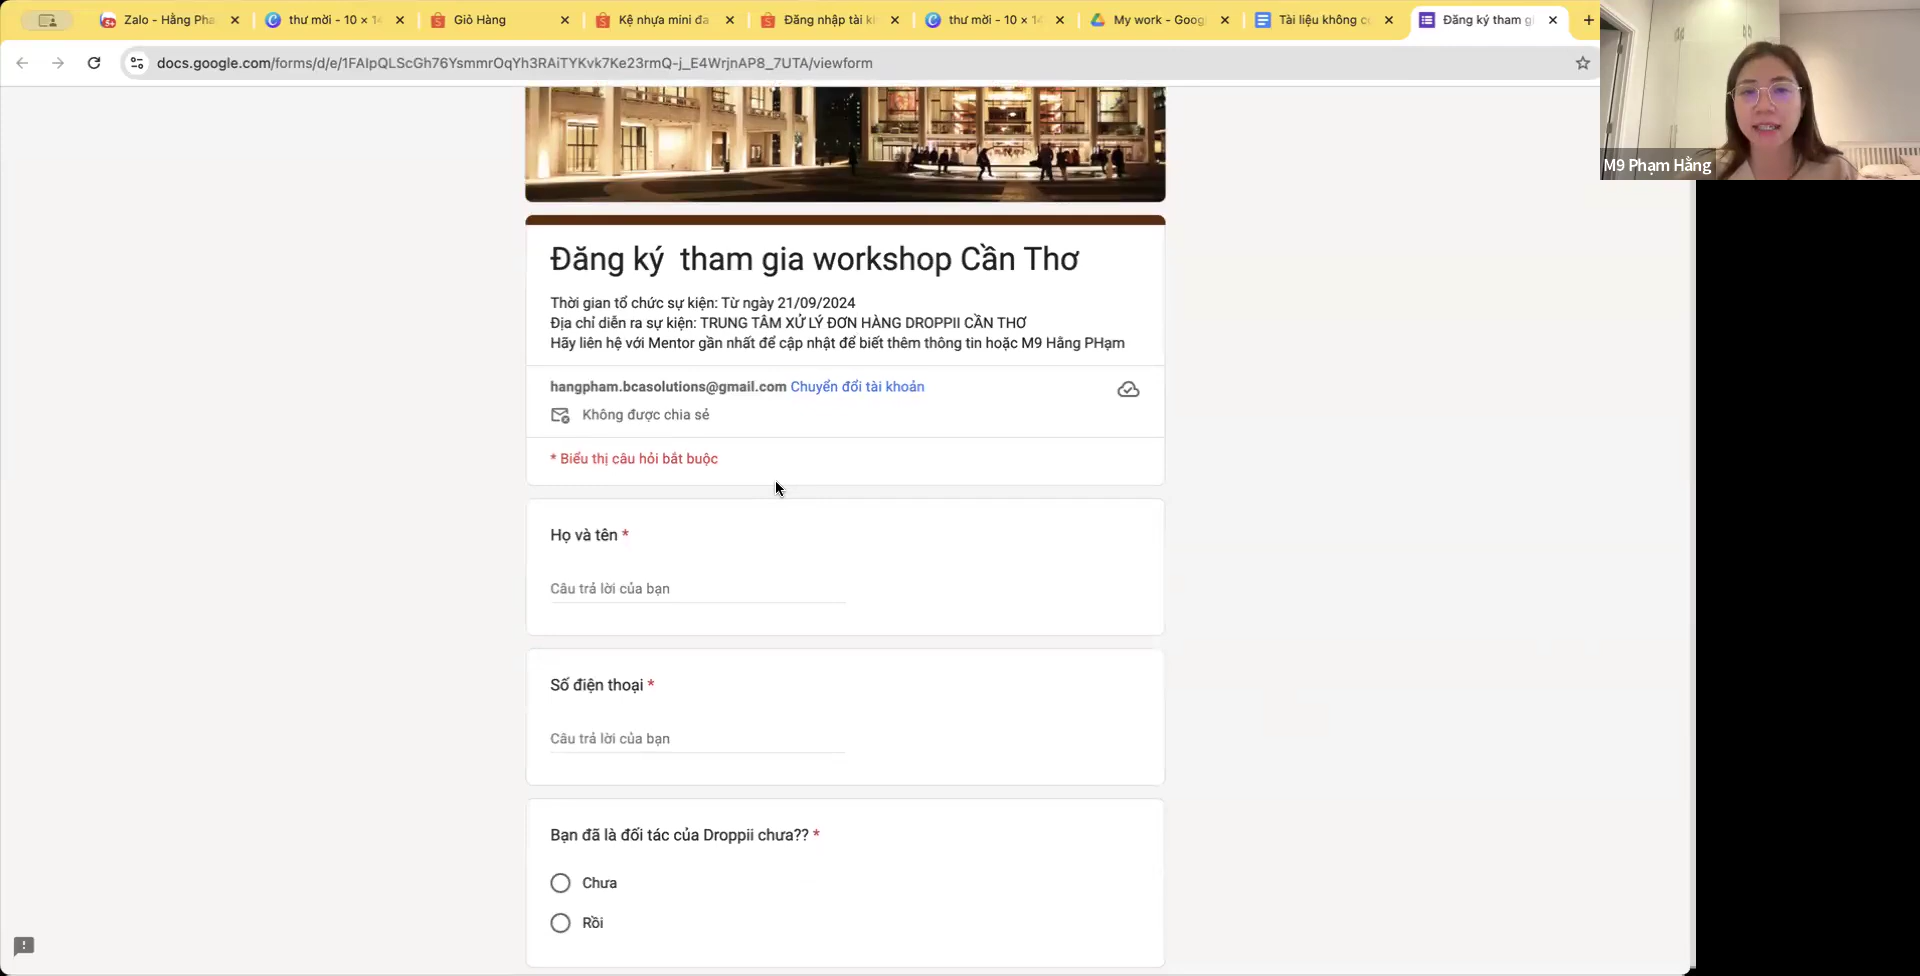 Zalo - Hằng Pha
thư mời - 10 × 14
Giỏ Hàng
Kệ nhựa mini đa
Đăng nhập tài k
thư mời - 10 × 1
My work - Goog
Tài liệu không c
Đăng ký tham gi
docs.google.com/forms/d/e/1FAIpQLScGh76YsmmrOqYh3RAiTYKvk7Ke23rmQ-j_E4WrjnAP8_7UTA/viewform
M9 Phạm Hằng
Đăng ký tham gia workshop Cần Thơ
Thời gian tổ chức sự kiện: Từ ngày 21/09/2024
Địa chỉ diễn ra sự kiện: TRUNG TÂM XỬ LÝ ĐƠN HÀNG DROPPII CẦN THƠ
Hãy liên hệ với Mentor gần nhất để cập nhật để biết thêm thông tin hoặc M9 Hằng PHạm
hangpham.bcasolutions@gmail.com Chuyển đổi tài khoản
Không được chia sẻ
* Biểu thị câu hỏi bắt buộc
Họ và tên *
Câu trả lời của bạn
Số điện thoại *
Câu trả lời của bạn
Bạn đã là đối tác của Droppii chưa?? *
Chưa
Rồi